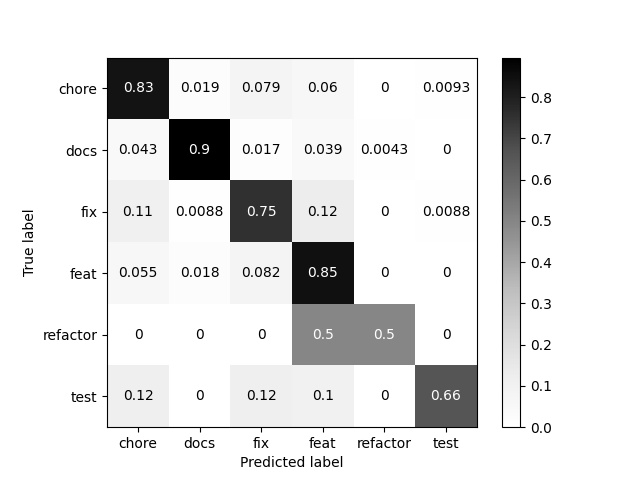 chore 0.83 0.019 0.079 0.06 0 0.0093
docs 0.043 0.9 0.017 0.039 0.0043 0
fix 0.11 0.0088 0.75 0.12 0 0.0088
feat 0.055 0.018 0.082 0.85 0 0
refactor 0 0 0 0.5 0.5 0
test 0.12 0 0.12 0.1 0 0.66
chore docs fix feat refactor test
Predicted label
True label
0.8
0.7
0.6
0.5
0.4
0.3
0.2
0.1
0.0